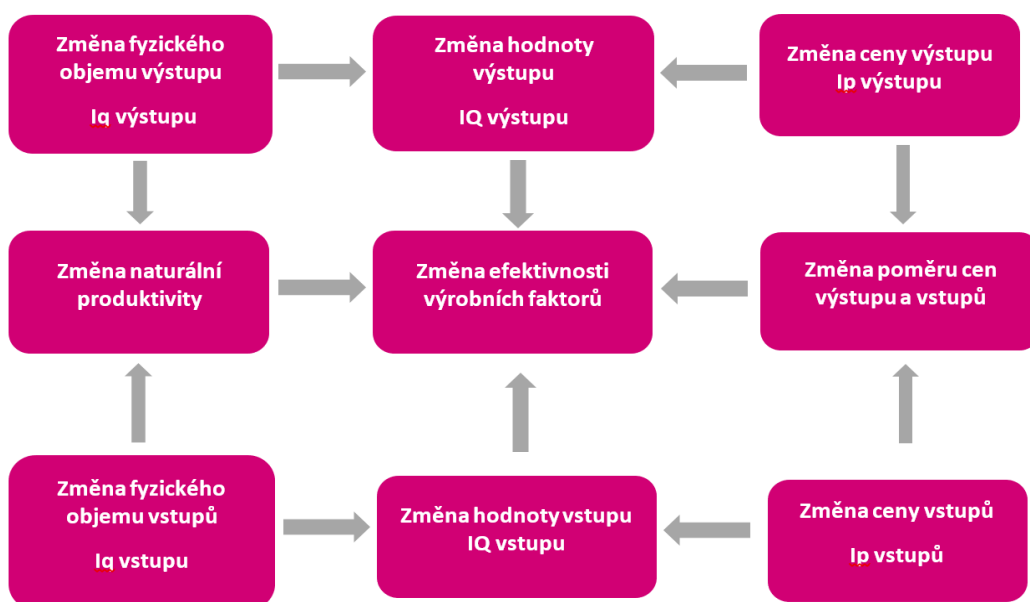 Změna fyzického
objemu výstupu
Iq výstupu
Změna hodnoty
výstupu
IQ výstupu
Změna ceny výstupu
Ip výstupu
Změna naturální
produktivity
Změna efektivnosti
výrobních faktorů
Změna poměru cen
výstupu a vstupů
Změna fyzického
objemu vstupů
Iq vstupu
Změna hodnoty vstupu
IQ vstupu
Změna ceny vstupů
Ip vstupů